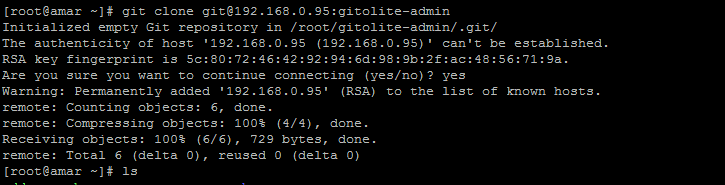 [root@amar ~]# git clone git@192.168.0.95:gitolite-admin
Initialized empty Git repository in /root/gitolite-admin/.git/
The authenticity of host '192.168.0.95 (192.168.0.95)' can't be established.
RSA key fingerprint is 5c:80:72:46:42:92:94:6d:98:9b:2f:ac:48:56:71:9a.
Are you sure you want to continue connecting (yes/no)? yes
Warning: Permanently added '192.168.0.95' (RSA) to the list of known hosts.
remote: Counting objects: 6, done.
remote: Compressing objects: 100% (4/4), done.
Receiving objects: 100% (6/6), 729 bytes, done.
remote: Total 6 (delta 0), reused 0 (delta 0)
[root@amar ~]# ls